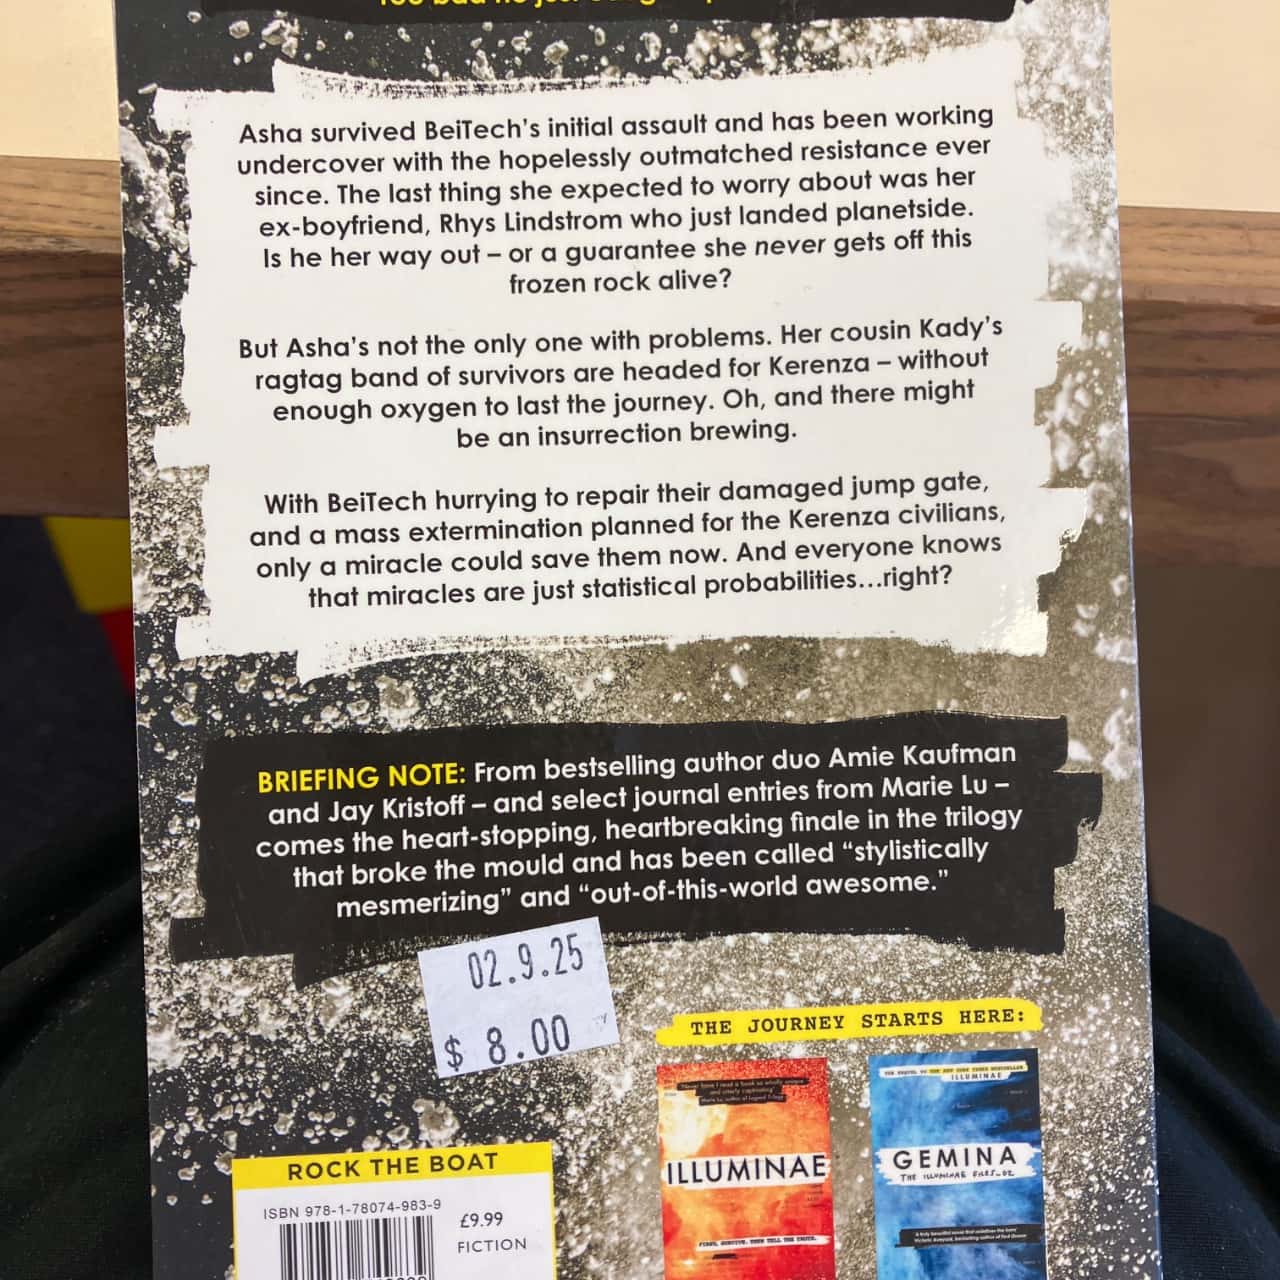 Asha survived BeiTech's initial assault and has been working
undercover with the hopelessly outmatched resistance ever
since. The last thing she expected to worry about was her
ex-boyfriend, Rhys Lindstrom who just landed planetside.
Is he her way out – or a guarantee she never gets off this
frozen rock alive?
But Asha's not the only one with problems. Her cousin Kady's
ragtag band of survivors are headed for Kerenza – without
enough oxygen to last the journey. Oh, and there might
be an insurrection brewing.
With BeiTech hurrying to repair their damaged jump gate,
and a mass extermination planned for the Kerenza civilians,
only a miracle could save them now. And everyone knows
that miracles are just statistical probabilities...right?
BRIEFING NOTE: From bestselling author duo Amie Kaufman
and Jay Kristoff – and select journal entries from Marie Lu –
comes the heart-stopping, heartbreaking finale in the trilogy
that broke the mould and has been called “stylistically
mesmerizing” and “out-of-this-world awesome.”
02.9.25
$ 8.00
THE JOURNEY STARTS HERE:
ILLUMINAE
THE SEQUEL TO THE NEW YORK TIMES BESTSELLER
ILLUMINAE
GEMINA
THE ILLUMINAE FILES_02
ROCK THE BOAT
ISBN 978-1-78074-983-9
£9.99
FICTION